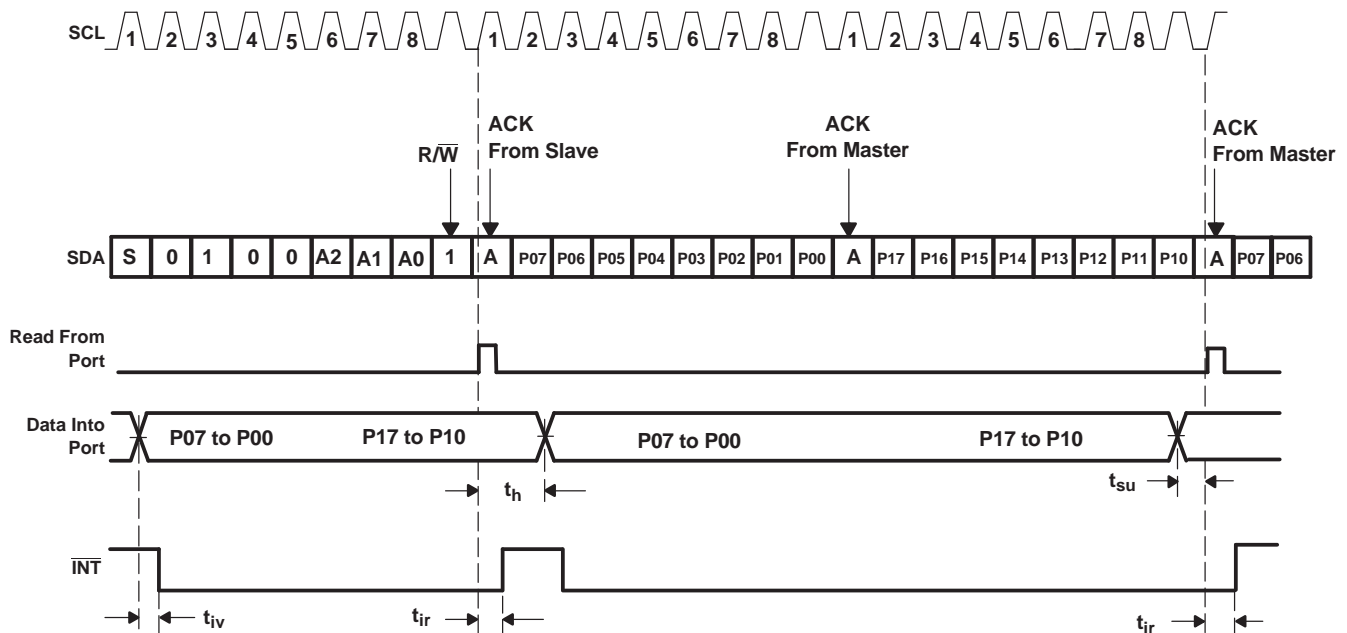 SCL 1 2 3 4 5 6 7 8 1 2 3 4 5 6 7 8 1 2 3 4 5 6 7 8
R/W̅
ACK
From Slave
ACK
From Master
ACK
From Master
SDA S 0 1 0 0 A2 A1 A0 1 A P07 P06 P05 P04 P03 P02 P01 P00 A P17 P16 P15 P14 P13 P12 P11 P10 A P07 P06
Read From
Port
Data Into
Port
P07 to P00 P17 to P10 P07 to P00 P17 to P10
th tsu
I̅N̅T̅
tiv tir tir